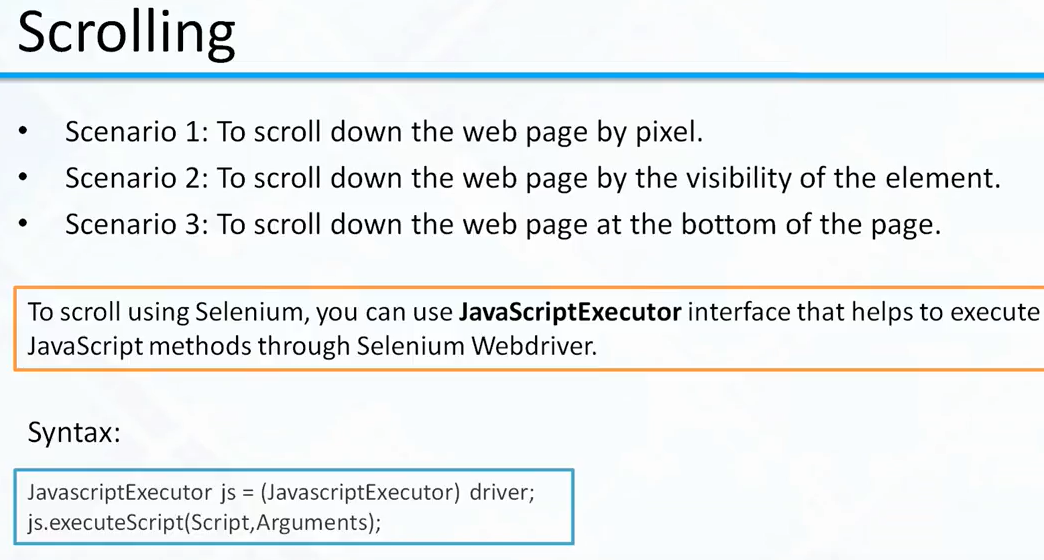 Scrolling
• Scenario 1: To scroll down the web page by pixel.
• Scenario 2: To scroll down the web page by the visibility of the element.
• Scenario 3: To scroll down the web page at the bottom of the page.
To scroll using Selenium, you can use JavaScriptExecutor interface that helps to execute
JavaScript methods through Selenium Webdriver.
Syntax:
JavascriptExecutor js = (JavascriptExecutor) driver;
js.executeScript(Script,Arguments);